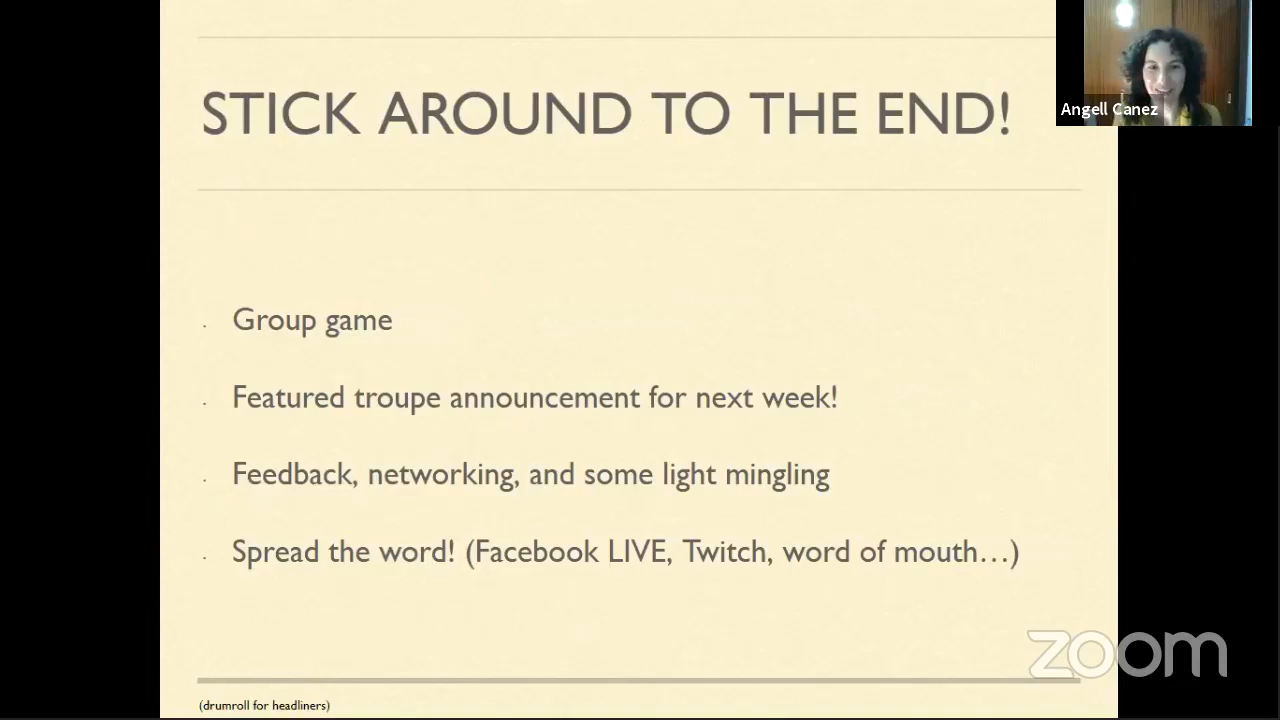 STICK AROUND TO THE END!
Angell Canez
· Group game
· Featured troupe announcement for next week!
· Feedback, networking, and some light mingling
· Spread the word! (Facebook LIVE, Twitch, word of mouth…)
zoom
(drumroll for headliners)